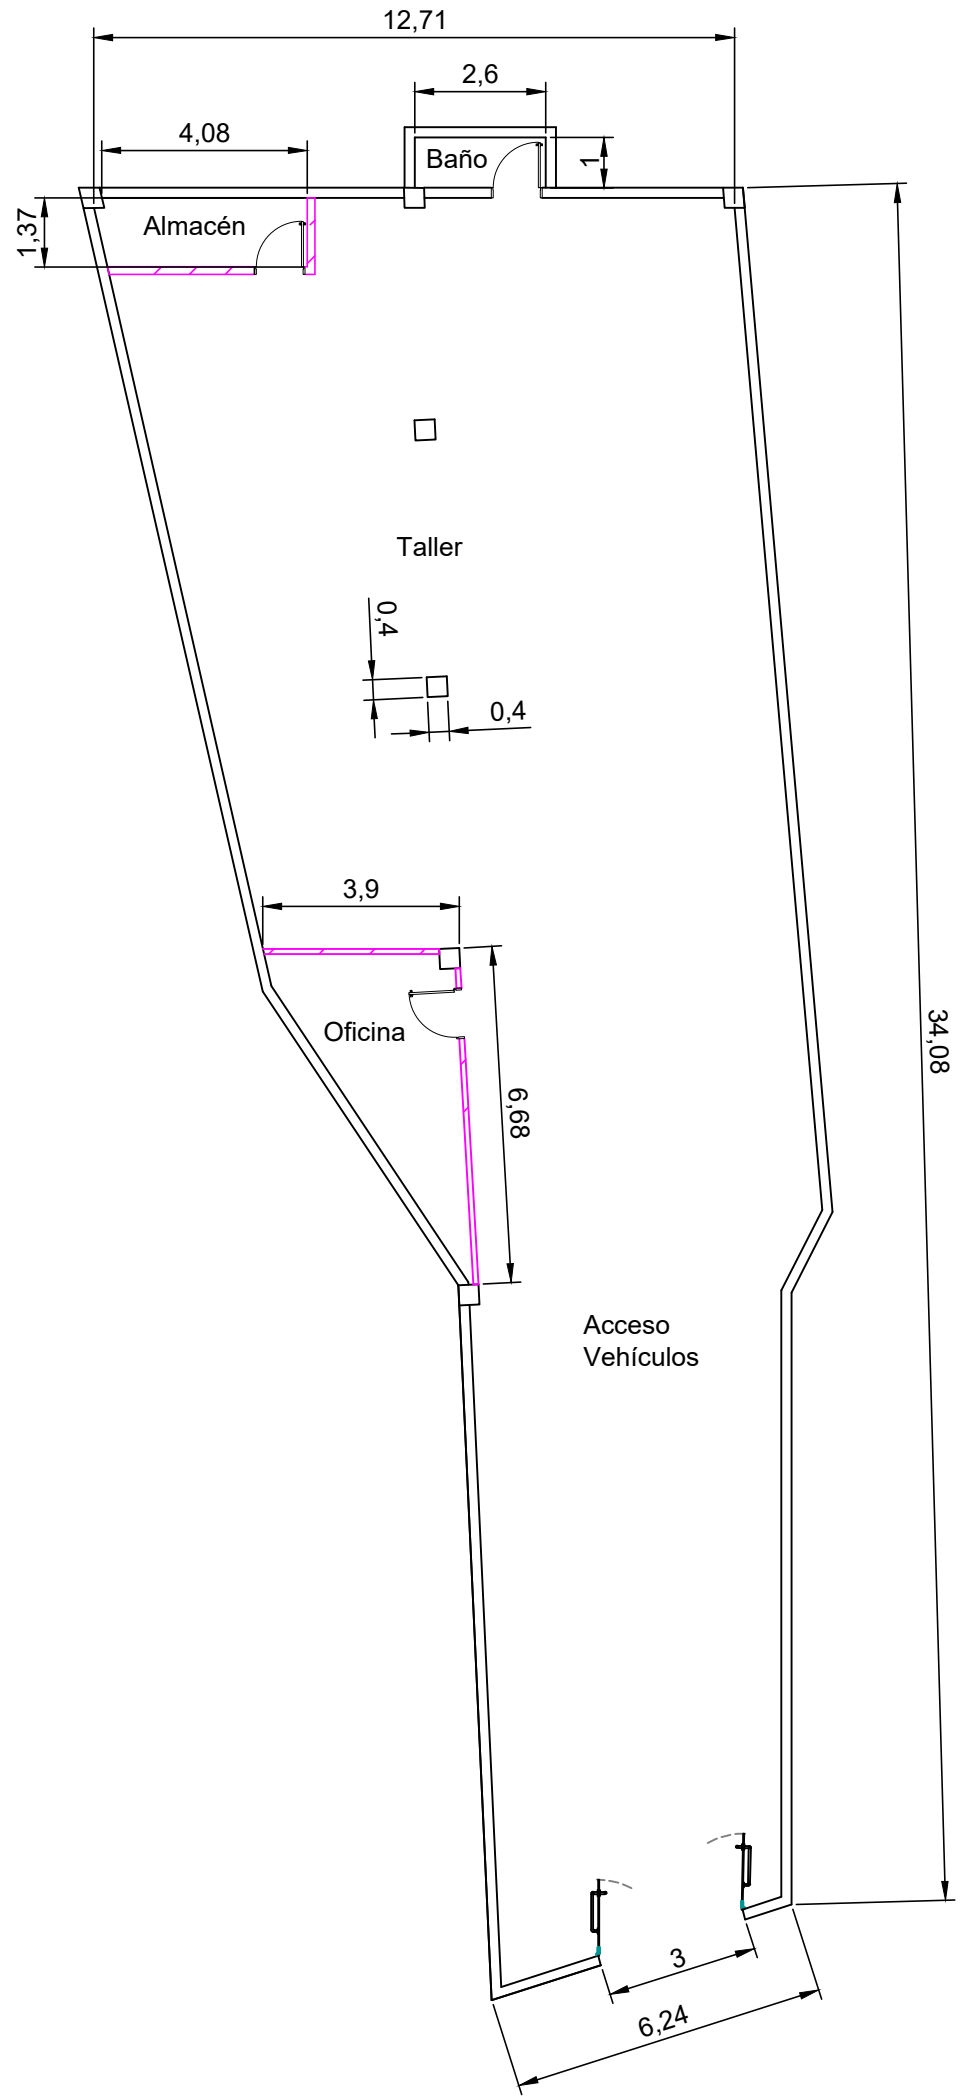 12,71
2,6
4,08
Baño
1
1,37
Almacén
Taller
0,4
0,4
3,9
Oficina
6,68
34,08
Acceso
Vehículos
3
6,24